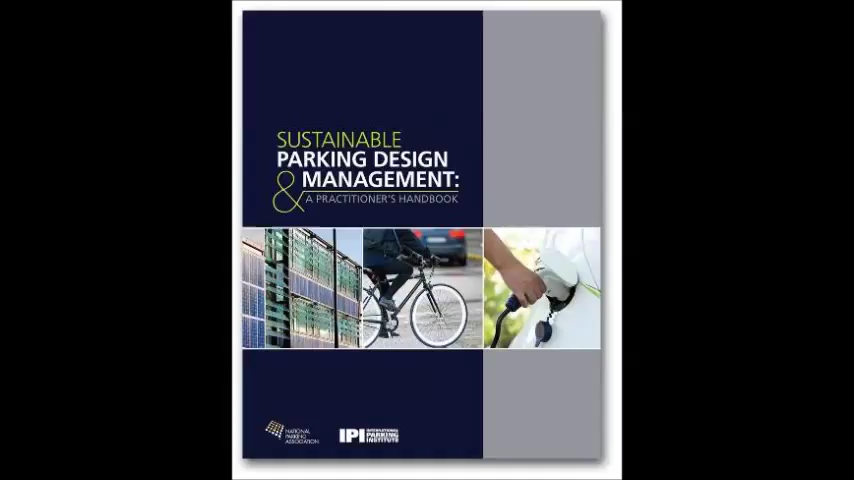 SUSTAINABLE
PARKING DESIGN
& MANAGEMENT:
A PRACTITIONER'S HANDBOOK
NATIONAL
PARKING
ASSOCIATION
IPI INTERNATIONAL
PARKING
INSTITUTE